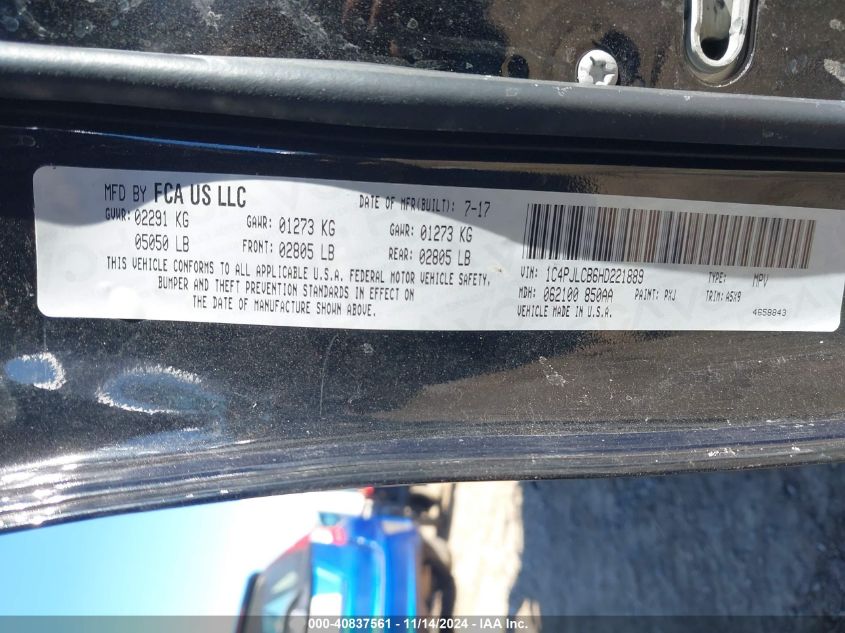 MFD BY FCA US LLC DATE OF MFR(BUILT): 7-17
GVWR: 02291 KG GAWR: 01273 KG GAWR: 01273 KG
05050 LB FRONT: 02805 LB REAR: 02805 LB
THIS VEHICLE CONFORMS TO ALL APPLICABLE U.S.A. FEDERAL MOTOR VEHICLE SAFETY,
BUMPER AND THEFT PREVENTION STANDARDS IN EFFECT ON
THE DATE OF MANUFACTURE SHOWN ABOVE.
VIN: 1C4PJLCB6HD221889 TYPE: MPV
MDH: 062100 850AA PAINT: PXJ TRIM: A5X9
VEHICLE MADE IN U.S.A. 4658843
000-40837561 - 11/14/2024 - IAA Inc.